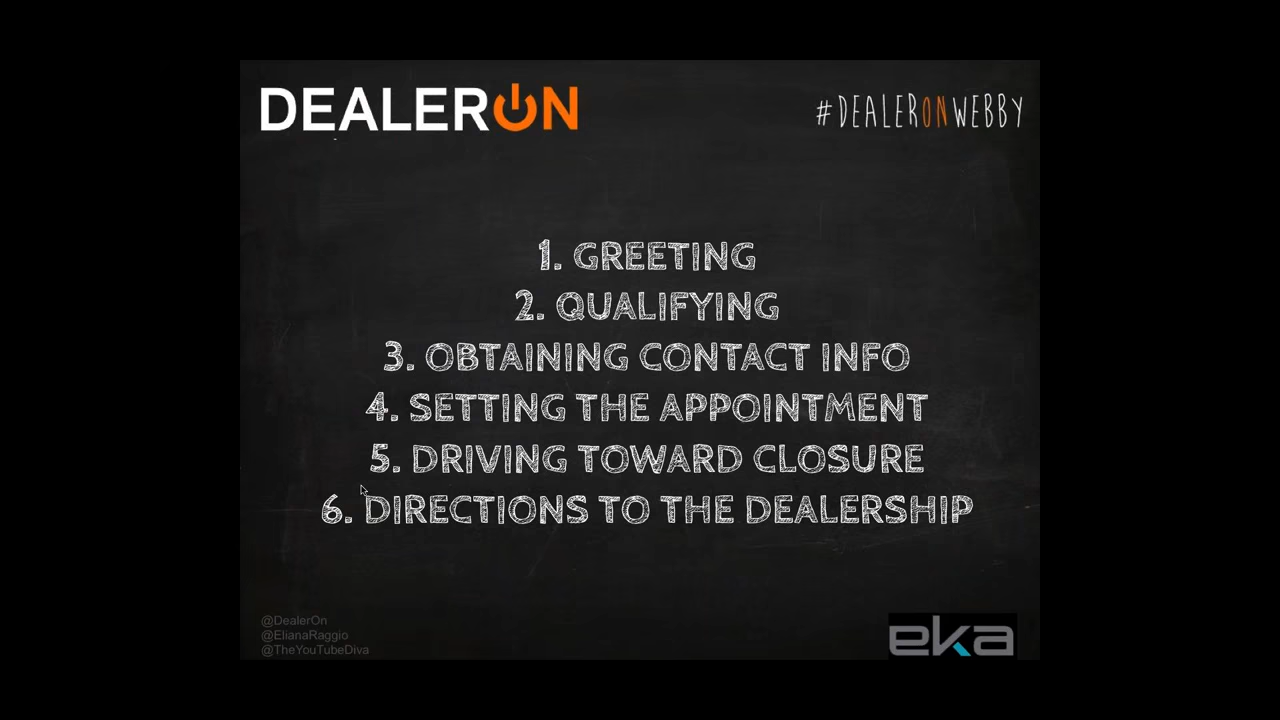 DEALERON
#DEALERONWEBBY
1. GREETING
2. QUALIFYING
3. OBTAINING CONTACT INFO
4. SETTING THE APPOINTMENT
5. DRIVING TOWARD CLOSURE
6. DIRECTIONS TO THE DEALERSHIP
@DealerOn
@ElianaRaggio
@TheYouTubeDiva
eka